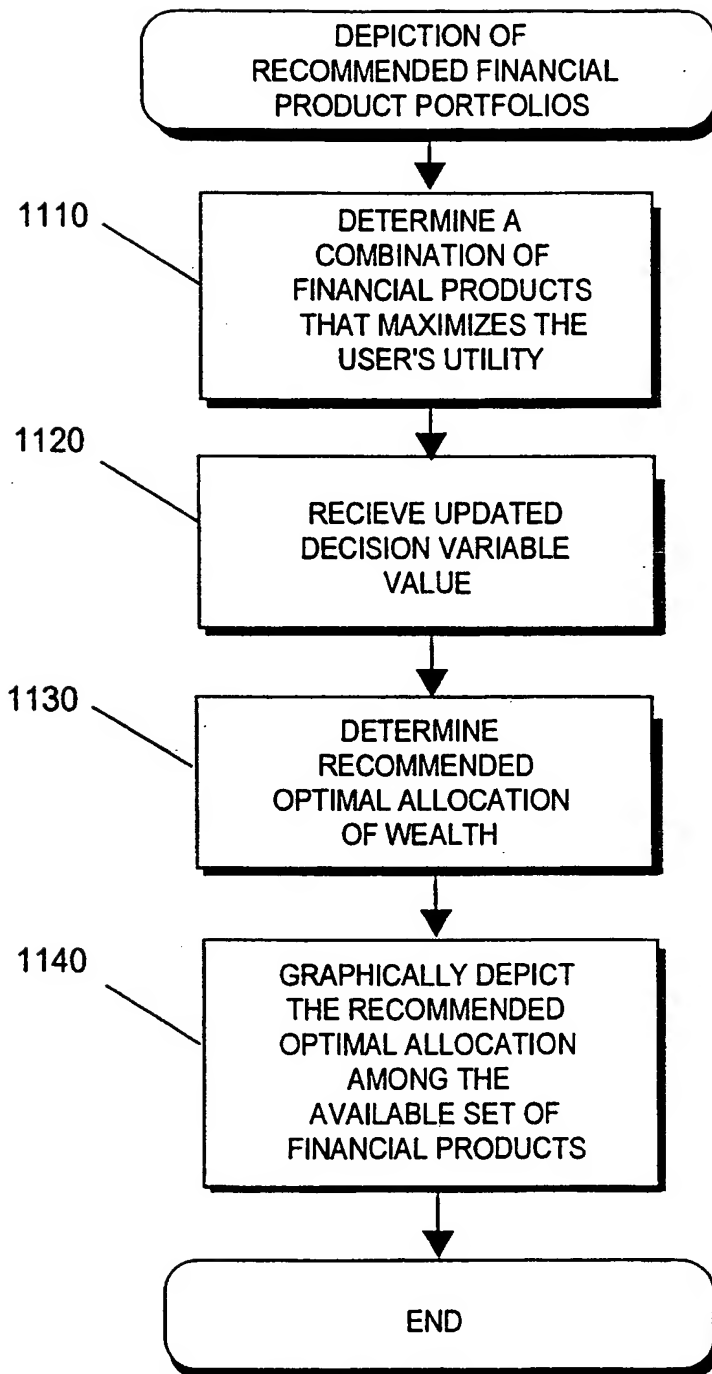 DEPICTION OF
RECOMMENDED FINANCIAL
PRODUCT PORTFOLIOS
1110
DETERMINE A
COMBINATION OF
FINANCIAL PRODUCTS
THAT MAXIMIZES THE
USER'S UTILITY
1120
RECIEVE UPDATED
DECISION VARIABLE
VALUE
1130
DETERMINE
RECOMMENDED
OPTIMAL ALLOCATION
OF WEALTH
1140
GRAPHICALLY DEPICT
THE RECOMMENDED
OPTIMAL ALLOCATION
AMONG THE
AVAILABLE SET OF
FINANCIAL PRODUCTS
END